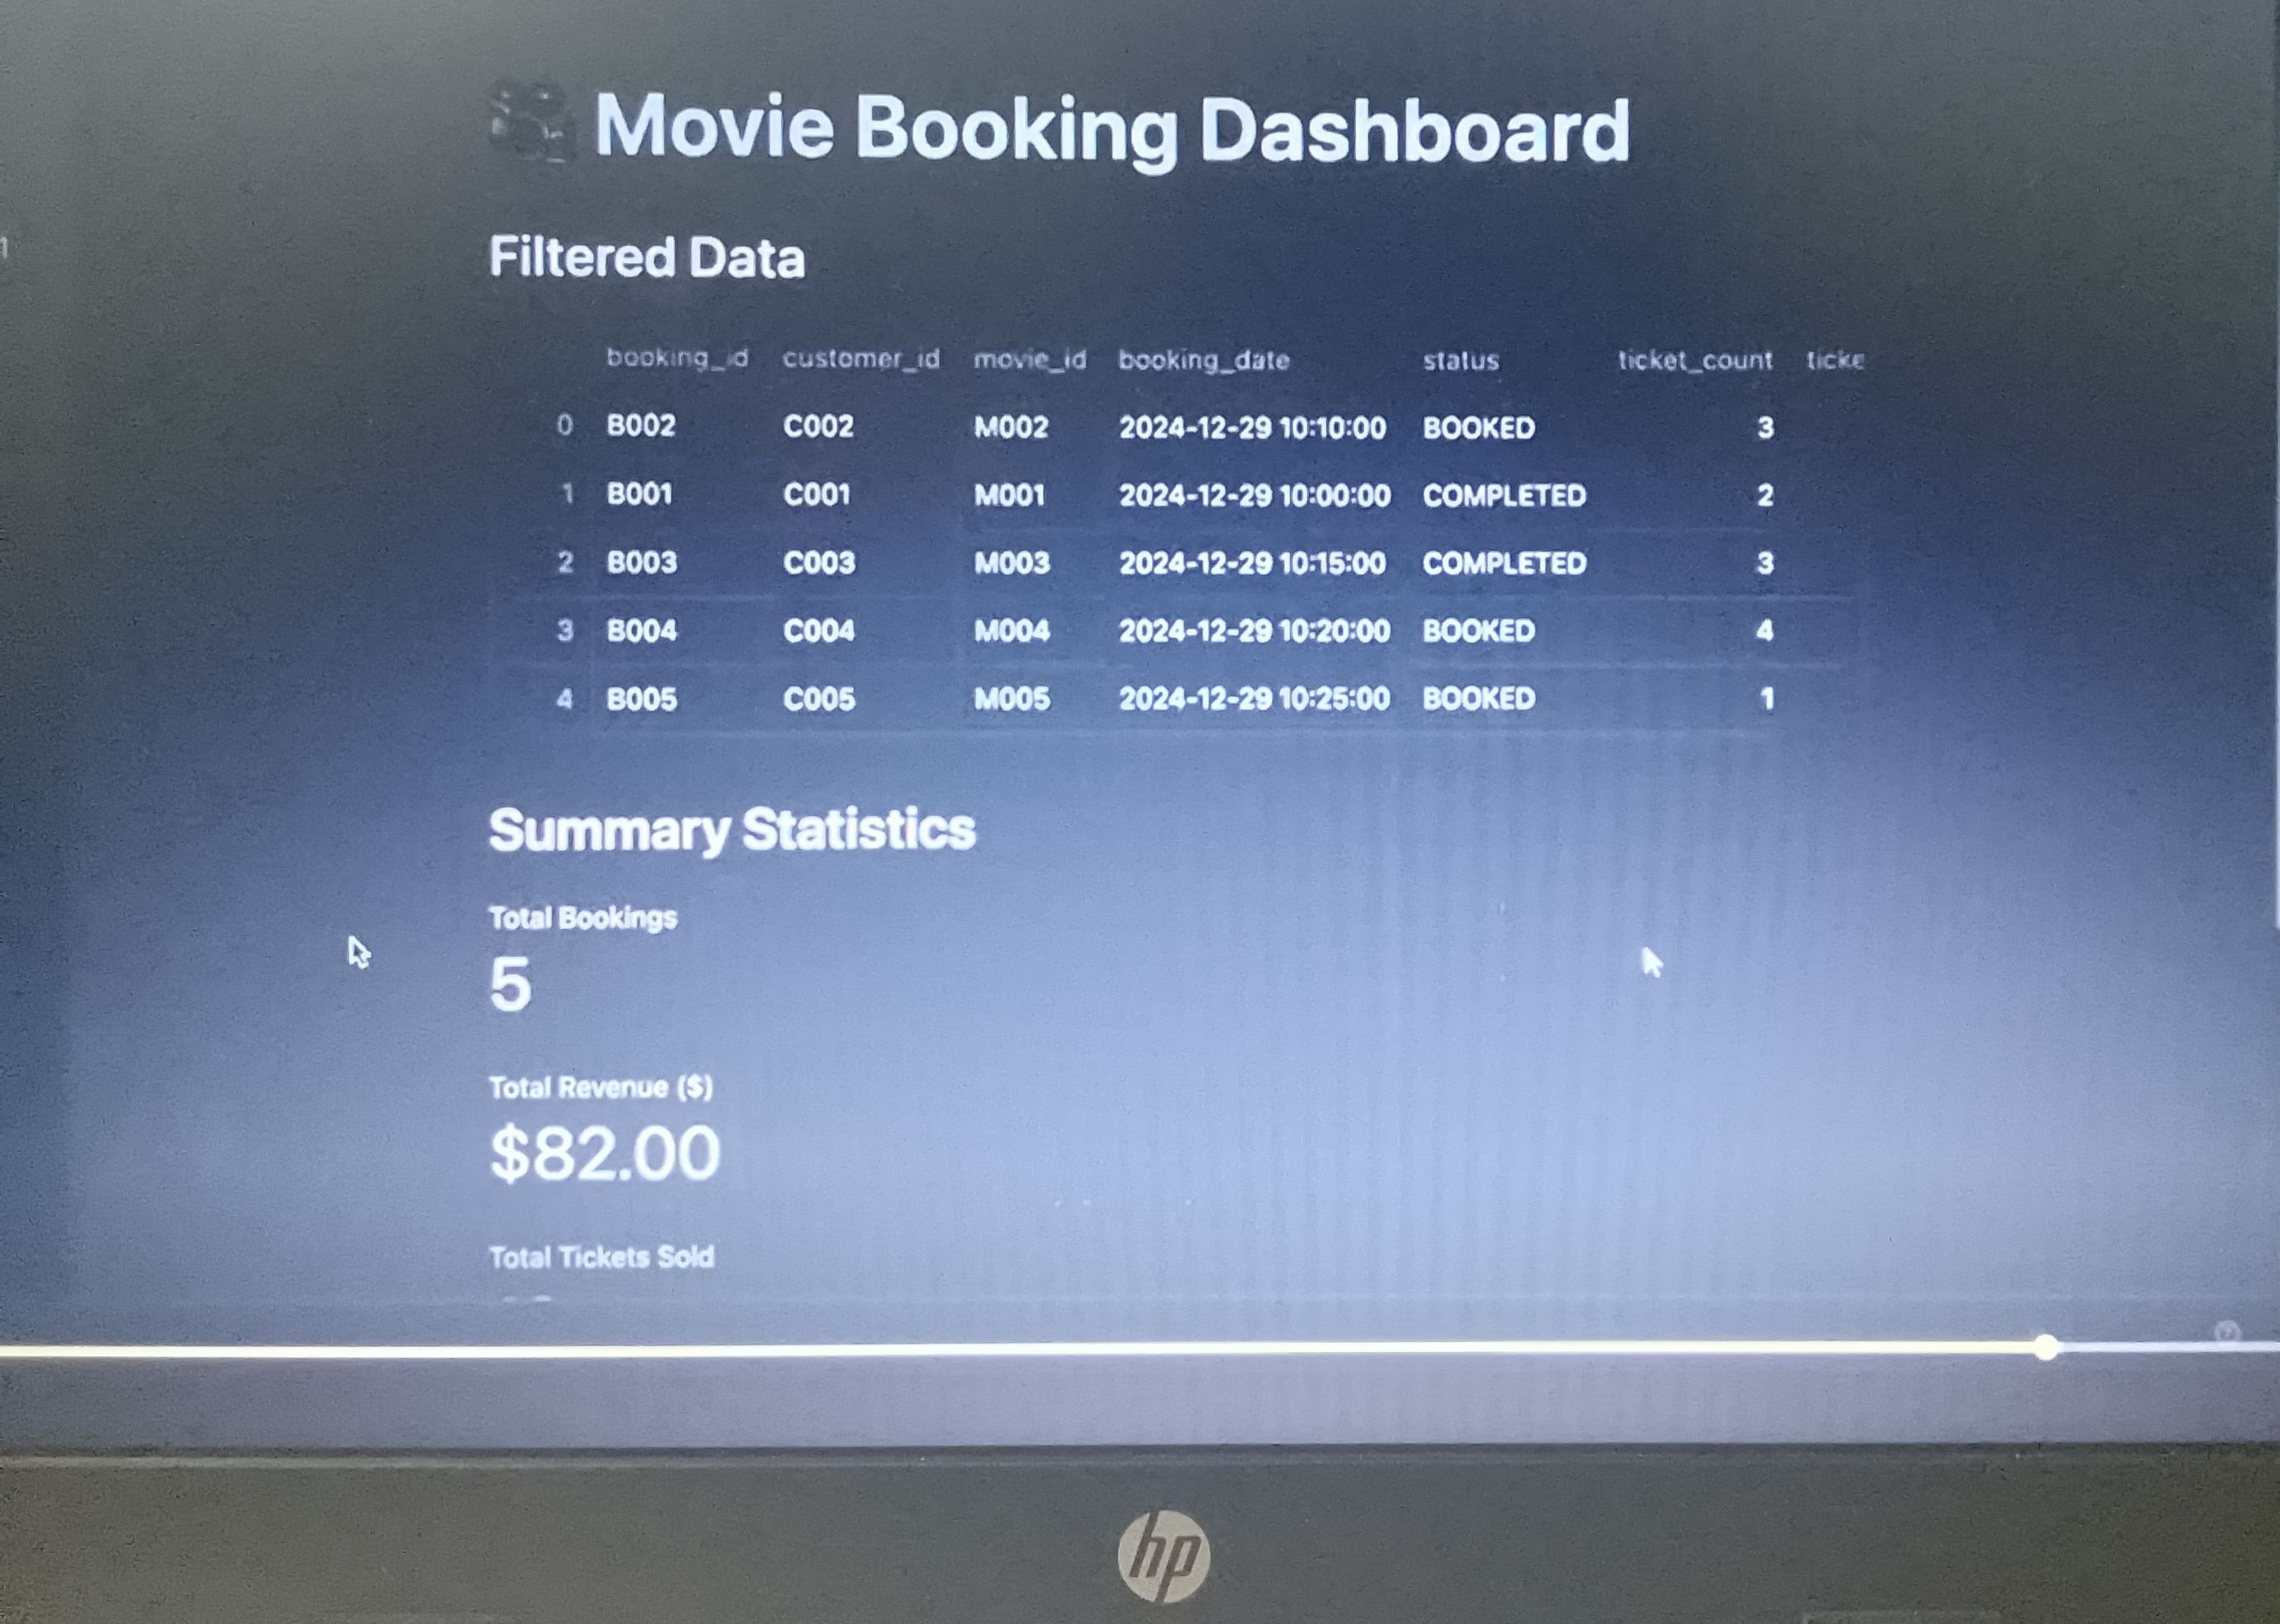 Movie Booking Dashboard
Filtered Data
booking_id customer_id movie_id booking_date status ticket_count ticke
0 B002 C002 M002 2024-12-29 10:10:00 BOOKED 3
1 B001 C001 M001 2024-12-29 10:00:00 COMPLETED 2
2 B003 C003 M003 2024-12-29 10:15:00 COMPLETED 3
3 B004 C004 M004 2024-12-29 10:20:00 BOOKED 4
4 B005 C005 M005 2024-12-29 10:25:00 BOOKED 1
Summary Statistics
Total Bookings
5
Total Revenue ($)
$82.00
Total Tickets Sold
hp